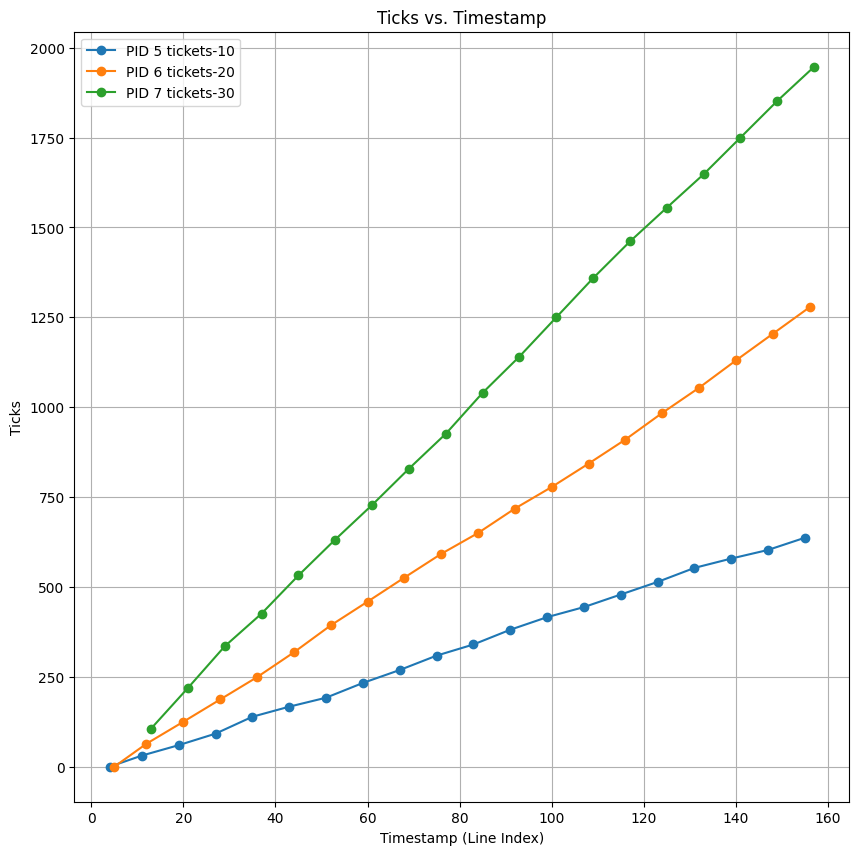 Ticks vs. Timestamp
PID 5 tickets-10
PID 6 tickets-20
PID 7 tickets-30
2000
1750
1500
1250
1000
750
500
250
0
Ticks
0 20 40 60 80 100 120 140 160
Timestamp (Line Index)